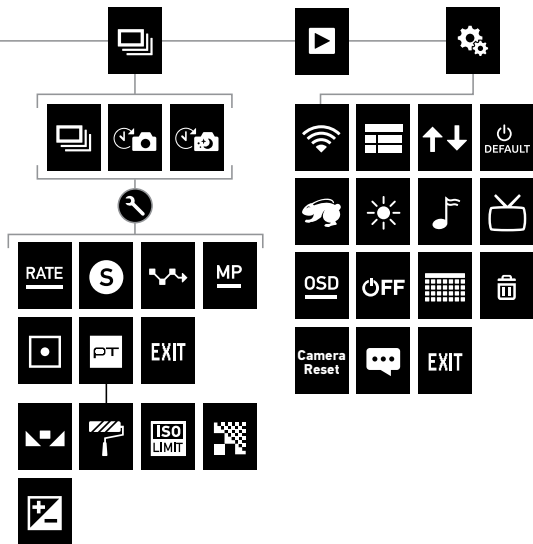 DEFAULT
RATE
S
MP
OSD
OFF
PT
EXIT
Camera
Reset
EXIT
ISO
LIMIT